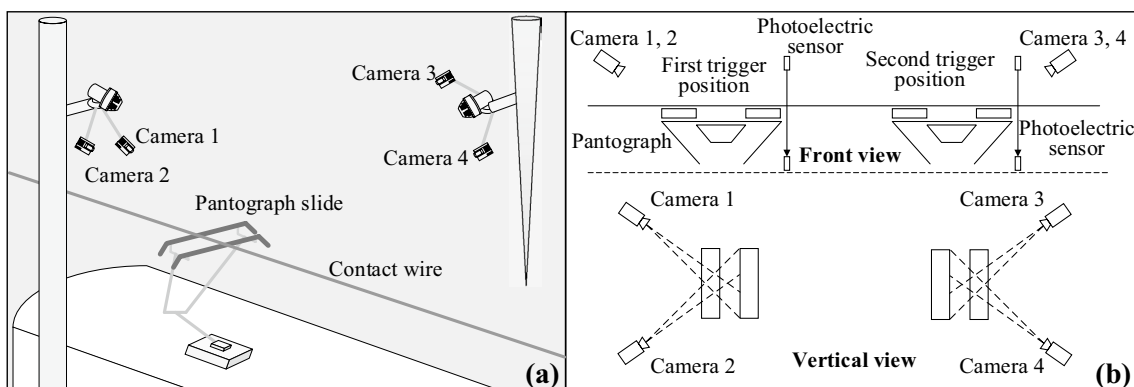 Camera 3
Camera 1
Camera 4
Camera 2
Pantograph slide
Contact wire
(a)
Photoelectric
sensor
Camera 1, 2
Camera 3, 4
First trigger
position
Second trigger
position
Pantograph
Photoelectric
sensor
Front view
Camera 1
Camera 3
Camera 2
Vertical view
Camera 4
(b)